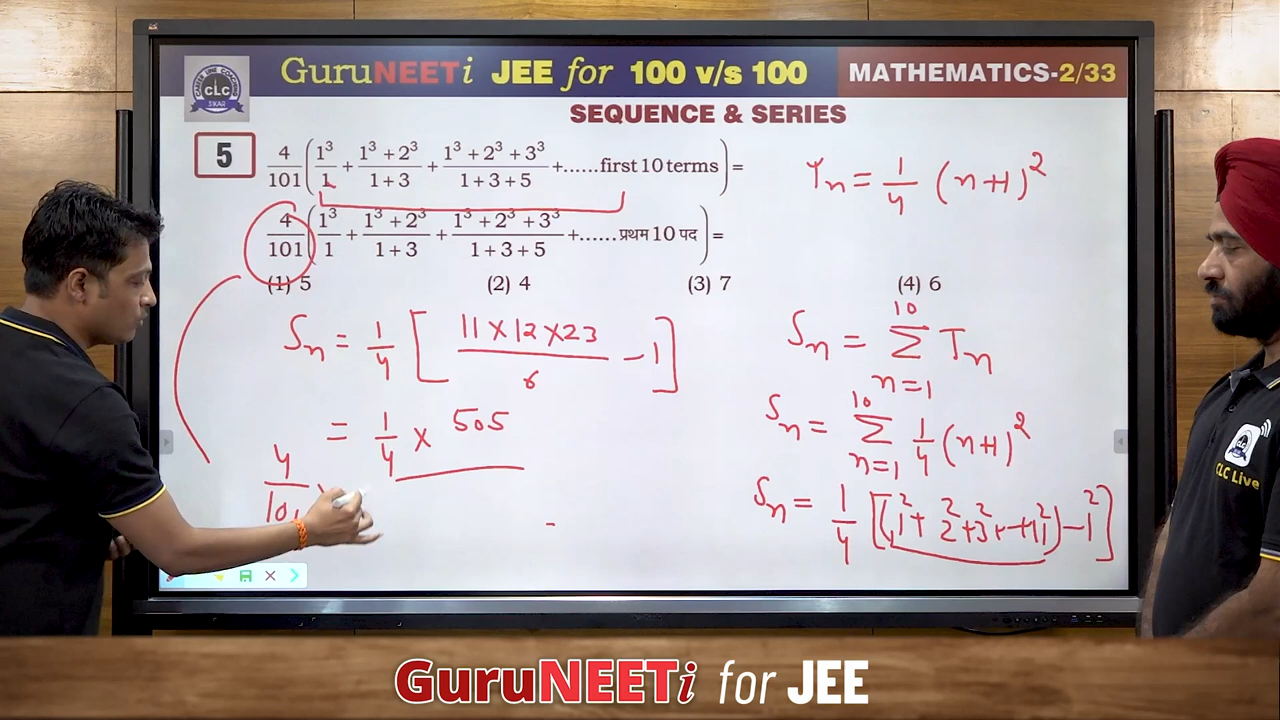 GuruNEETi JEE for 100 v/s 100
MATHEMATICS-2/33
CLC
SIKAR
SEQUENCE & SERIES
5
4/101 (1³/1 + (1³ + 2³)/(1 + 3) + (1³ + 2³ + 3³)/(1 + 3 + 5) + ......first 10 terms) =
4/101 (1³/1 + (1³ + 2³)/(1 + 3) + (1³ + 2³ + 3³)/(1 + 3 + 5) + ......प्रथम 10 पद) =
(1) 5 (2) 4 (3) 7 (4) 6
Tn = 1/4 (n+1)²
Sn = 1/4 [ (11×12×23)/6 − 1 ]
= 1/4 × 505
4/101
Sn = Σ Tn, n=1, 10
Sn = Σ 1/4 (n+1)², n=1, 10
Sn = 1/4 [(1² + 2² + 3² + − + 11²) − 1²]
CLC Live
GuruNEETi for JEE